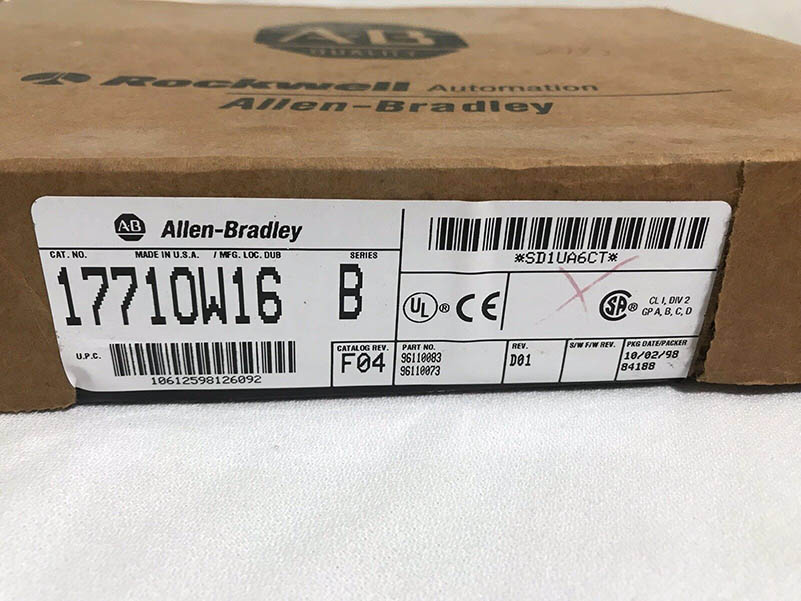 A-B
QUALITY
Rockwell Automation
Allen-Bradley
A-B Allen-Bradley
CAT. NO. MADE IN U.S.A. / MFG. LOC. DUB SERIES
1771OW16 B
U.P.C.
10612598126092
CATALOG REV.
F04
*SD1UA6CT*
UL ® CE SA ® CL I, DIV 2
GP A, B, C, D
PART NO. REV. S/W F/W REV. PKG DATE/PACKER
96110083 D01 10/02/98
96110073 84188